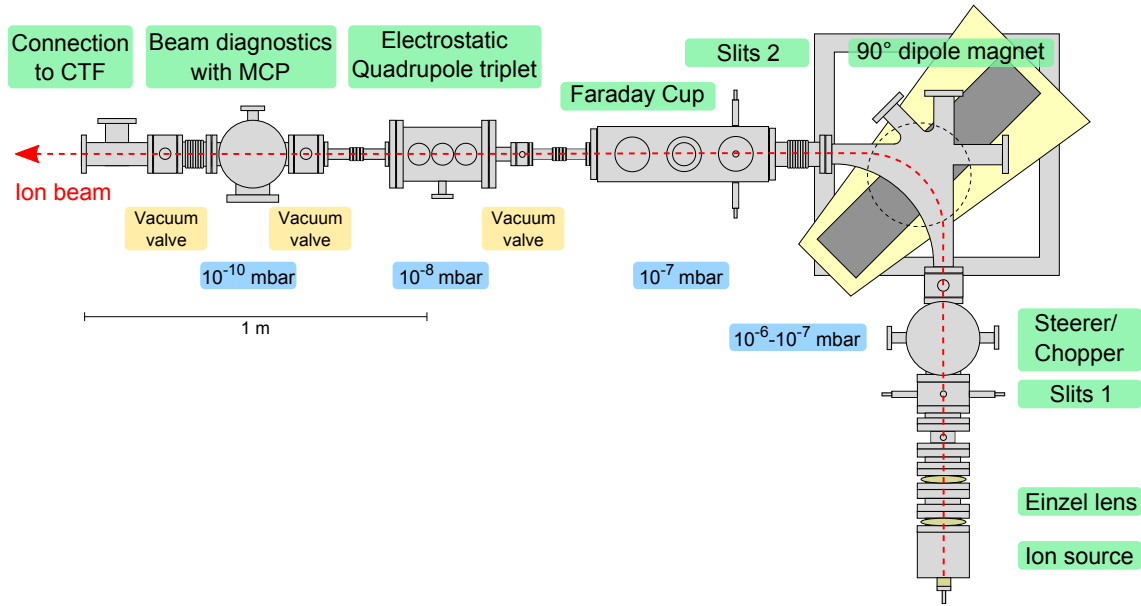 Connection
to CTF
Beam diagnostics
with MCP
Electrostatic
Quadrupole triplet
Faraday Cup
Slits 2
90° dipole magnet
Ion beam
Vacuum
valve
Vacuum
valve
Vacuum
valve
10⁻¹⁰ mbar
10⁻⁸ mbar
10⁻⁷ mbar
1 m
10⁻⁶-10⁻⁷ mbar
Steerer/
Chopper
Slits 1
Einzel lens
Ion source